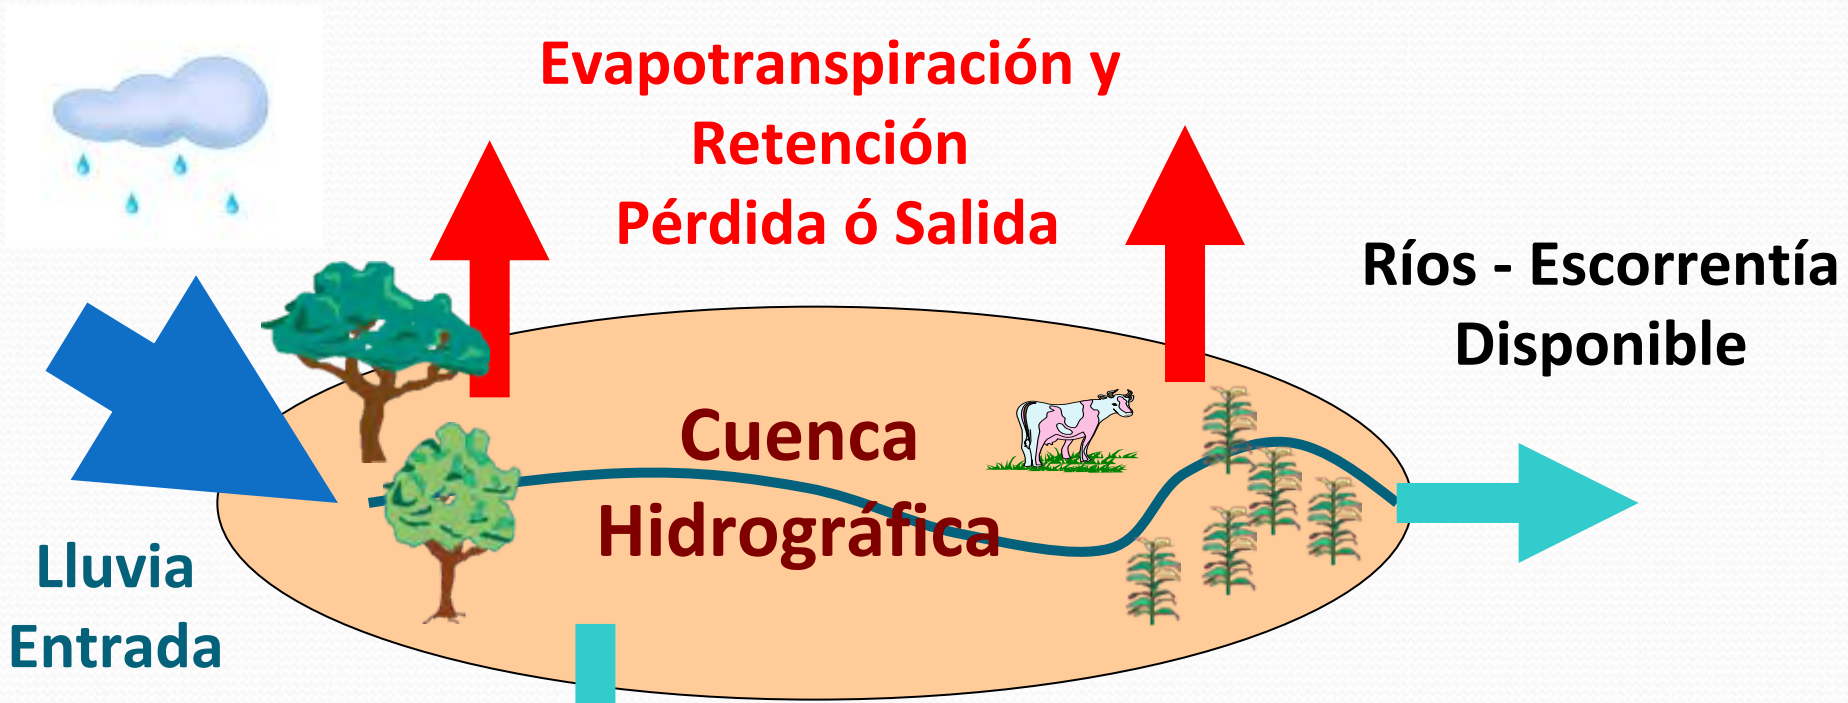 Evapotranspiración y
Retención
Pérdida ó Salida
Ríos - Escorrentía
Disponible
Cuenca
Hidrográfica
Lluvia
Entrada